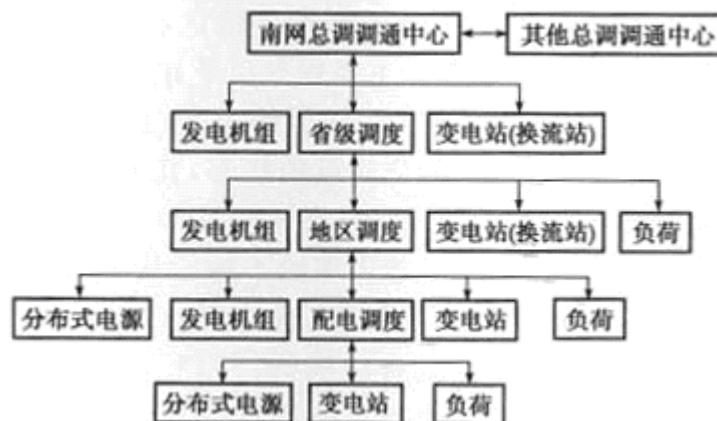 南网总调调通中心 其他总调调通中心
发电机组 省级调度 变电站(换流站)
发电机组 地区调度 变电站(换流站) 负荷
分布式电源 发电机组 配电调度 变电站 负荷
分布式电源 变电站 负荷